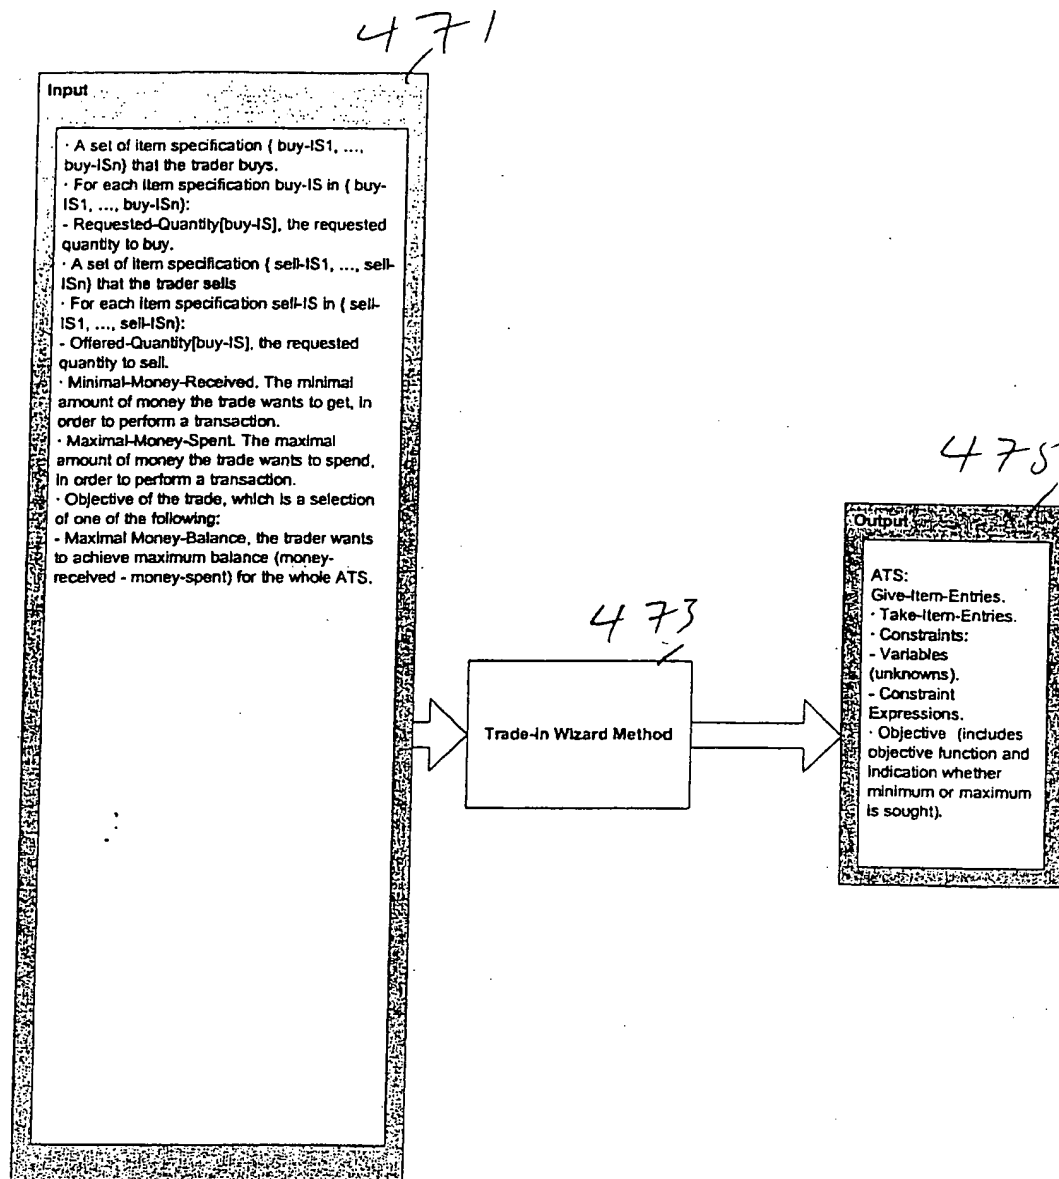 471
Input
· A set of item specification { buy-IS1, ...,
buy-ISn} that the trader buys.
· For each item specification buy-IS in { buy-
IS1, ..., buy-ISn}:
- Requested-Quantity[buy-IS], the requested
quantity to buy.
· A set of item specification { sell-IS1, ..., sell-
ISn} that the trader sells
· For each item specification sell-IS in { sell-
IS1, ..., sell-ISn}:
- Offered-Quantity[buy-IS], the requested
quantity to sell.
· Minimal-Money-Received. The minimal
amount of money the trade wants to get, in
order to perform a transaction.
· Maximal-Money-Spent. The maximal
amount of money the trade wants to spend,
in order to perform a transaction.
· Objective of the trade, which is a selection
of one of the following:
- Maximal Money-Balance, the trader wants
to achieve maximum balance (money-
received - money-spent) for the whole ATS.
473
Trade-in Wizard Method
475
Output
ATS:
Give-Item-Entries.
· Take-Item-Entries.
· Constraints:
- Variables
(unknowns).
- Constraint
Expressions.
· Objective (includes
objective function and
indication whether
minimum or maximum
is sought).